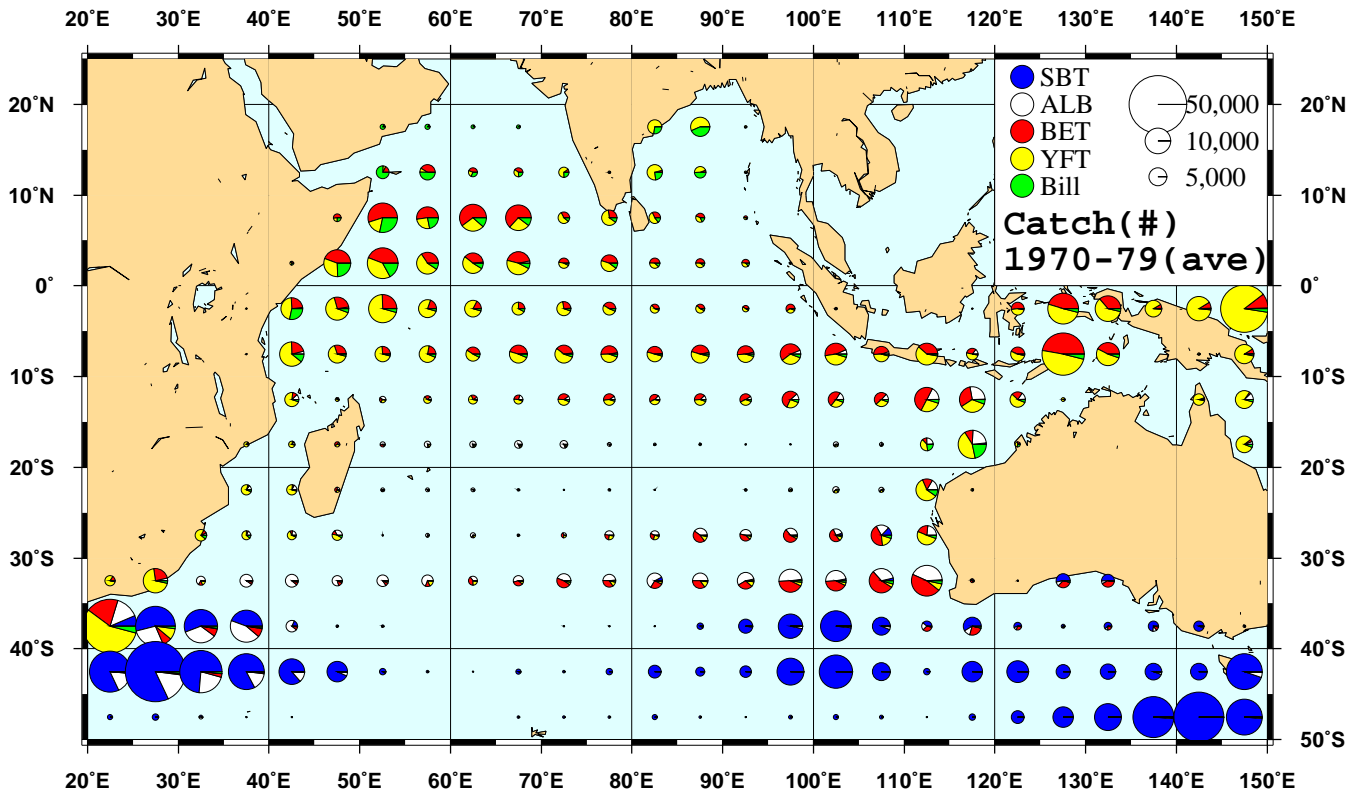 20°E 30°E 40°E 50°E 60°E 70°E 80°E 90°E 100°E 110°E 120°E 130°E 140°E 150°E
SBT
ALB 50,000
BET 10,000
YFT 5,000
Bill
Catch(#)
1970-79(ave)
20°N 20°N
10°N 10°N
0° 0°
10°S 10°S
20°S 20°S
30°S 30°S
40°S 40°S
50°S 50°S
20°E 30°E 40°E 50°E 60°E 70°E 80°E 90°E 100°E 110°E 120°E 130°E 140°E 150°E